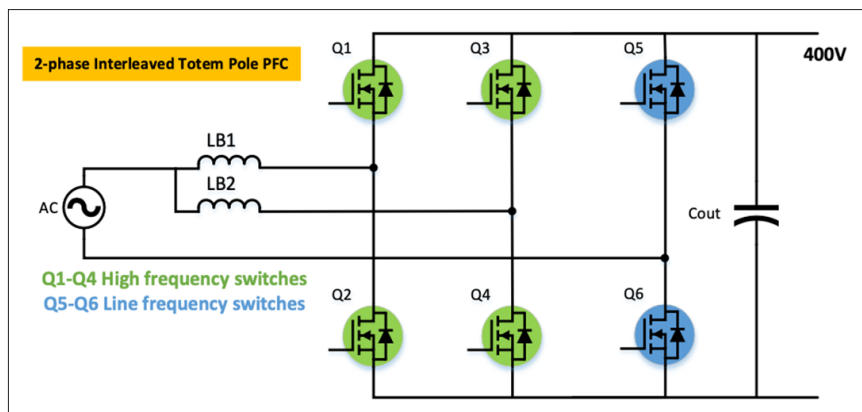 2-phase Interleaved Totem Pole PFC
Q1
Q3
Q5
400V
LB1
LB2
AC
Cout
Q1-Q4 High frequency switches
Q5-Q6 Line frequency switches
Q2
Q4
Q6